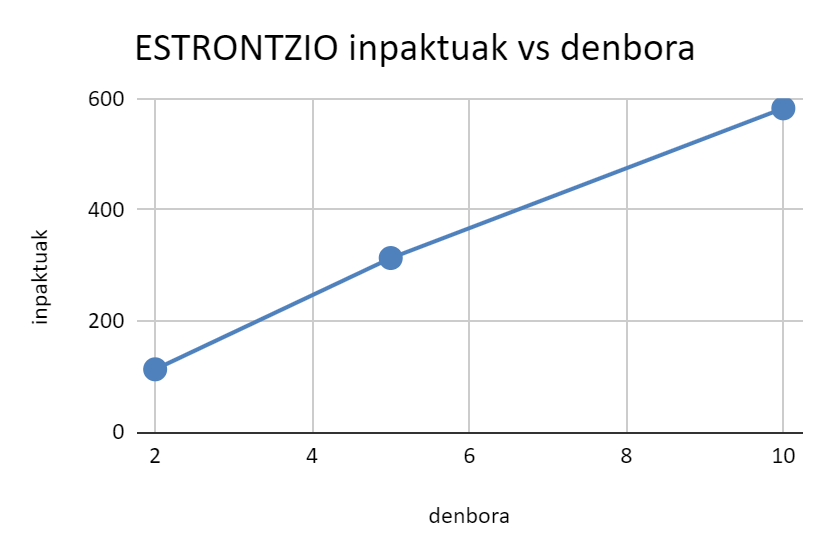 ESTRONTZIO inpaktuak vs denbora
600
400
200
0
inpaktuak
2 4 6 8 10
denbora